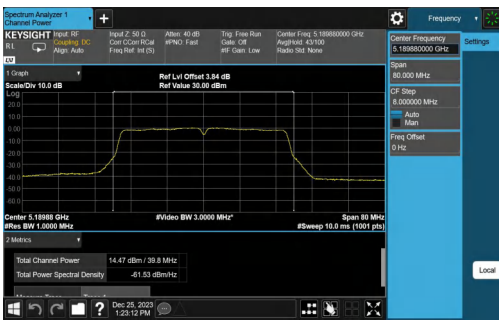 Spectrum Analyzer 1
Channel Power
+
Frequency
KEYSIGHT Input: RF
RL Coupling: DC
Align: Auto
Input Z: 50 Ω
Corr CCorr RCal
Freq Ref: Int (S)
Atten: 40 dB
#PNO: Fast
Trig: Free Run
Gate: Off
#IF Gain: Low
Center Freq: 5.189880000 GHz
Avg|Hold: 43/100
Radio Std: None
LXI
Center Frequency
5.189880000 GHz
Settings
Span
80.000 MHz
CF Step
8.000000 MHz
Auto
Man
Freq Offset
0 Hz
Local
1 Graph
Scale/Div 10.0 dB
Ref Lvl Offset 3.84 dB
Ref Value 30.00 dBm
Log
20.0
10.0
0.00
-10.0
-20.0
-30.0
-40.0
-50.0
-60.0
Center 5.18988 GHz
#Res BW 1.0000 MHz
#Video BW 3.0000 MHz*
Span 80 MHz
#Sweep 10.0 ms (1001 pts)
2 Metrics
Total Channel Power 14.47 dBm / 39.8 MHz
Total Power Spectral Density -61.53 dBm/Hz
?
Dec 25, 2023
1:23:12 PM